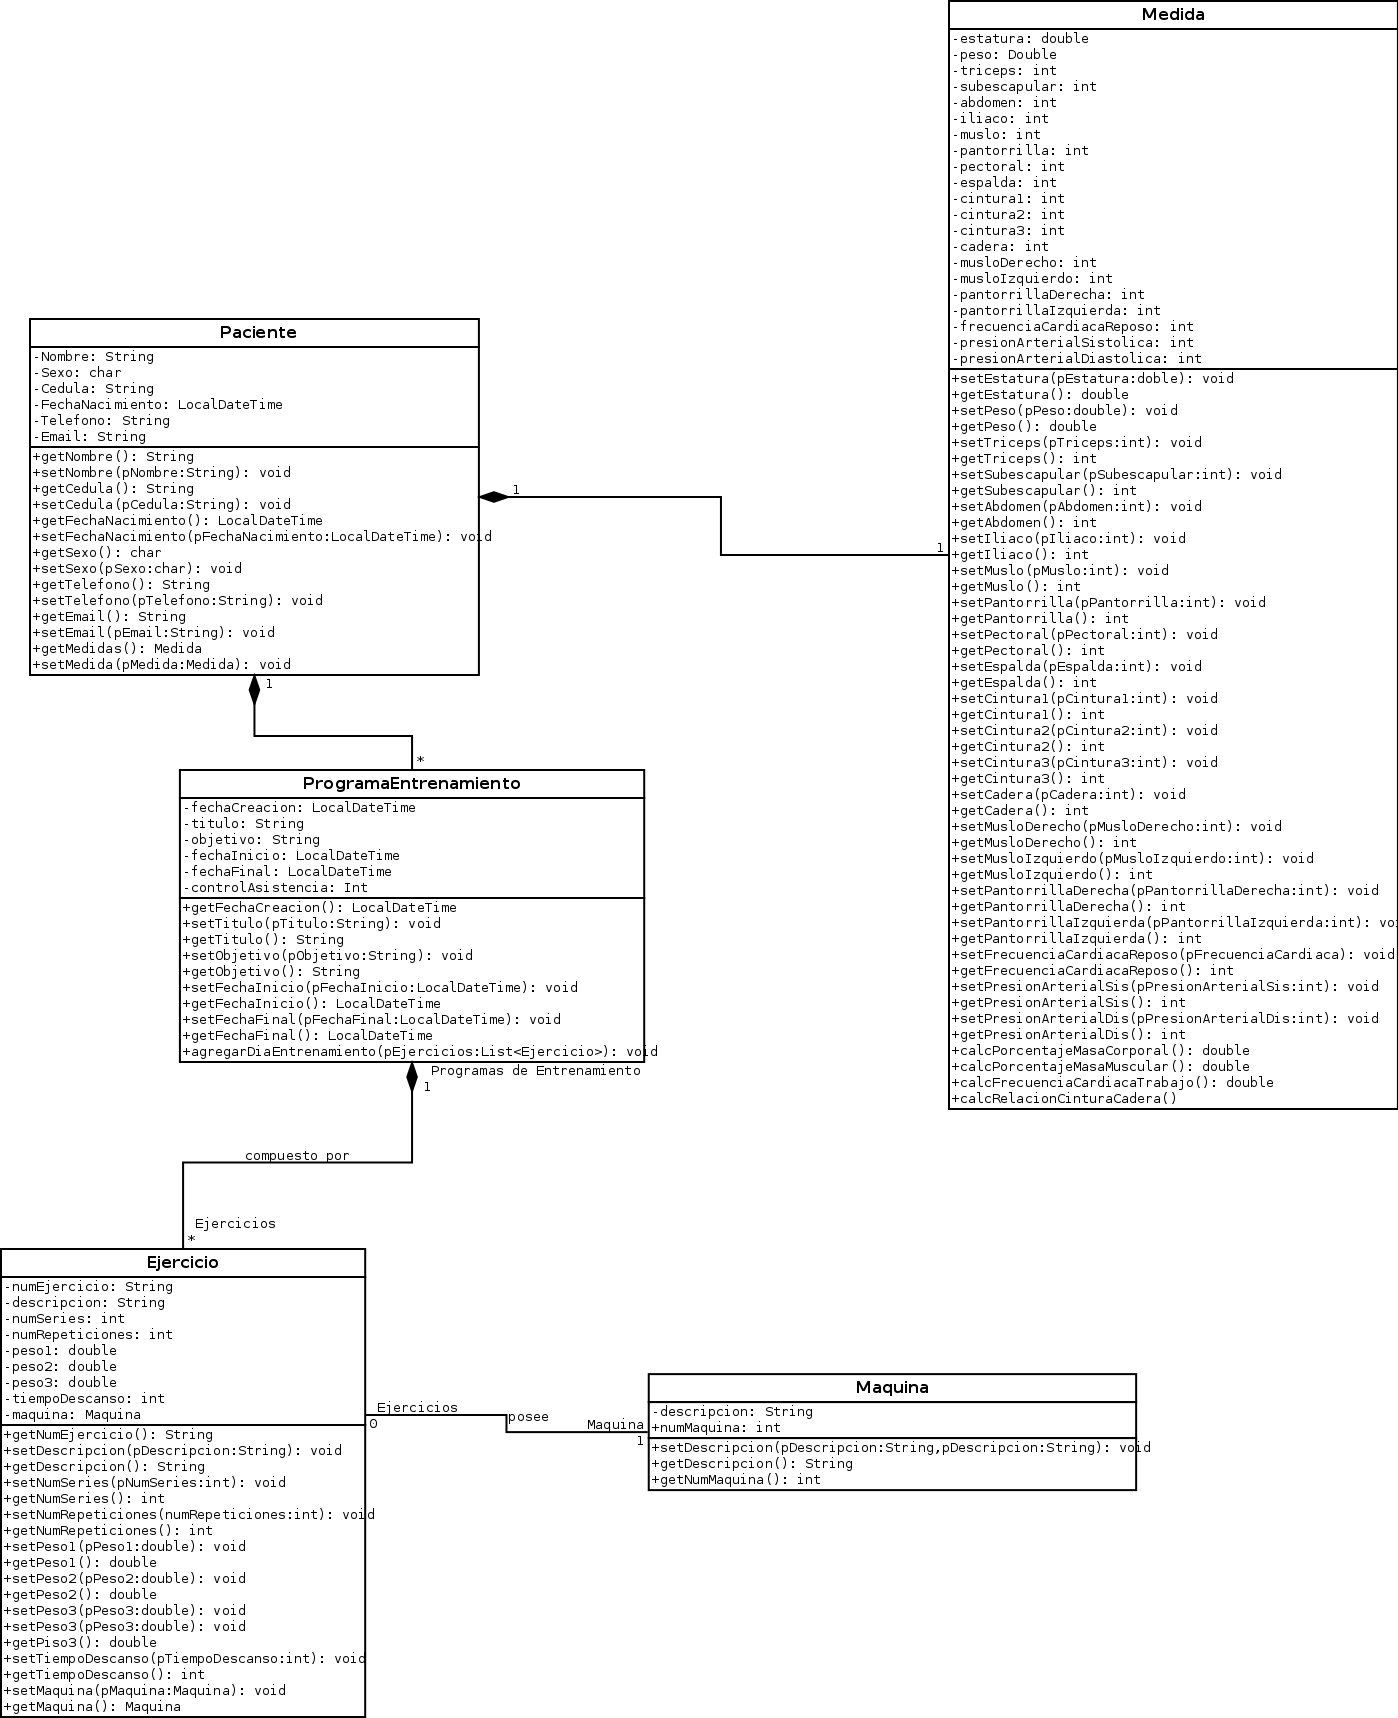 Medida
-estatura: double
-peso: Double
-triceps: int
-subescapular: int
-abdomen: int
-iliaco: int
-muslo: int
-pantorrilla: int
-pectoral: int
-espalda: int
-cintura1: int
-cintura2: int
-cintura3: int
-cadera: int
-musloDerecho: int
-musloIzquierdo: int
-pantorrillaDerecha: int
-pantorrillaIzquierda: int
-frecuenciaCardiacaReposo: int
-presionArterialSistolica: int
-presionArterialDiastolica: int
+setEstatura(pEstatura:doble): void
+getEstatura(): double
+setPeso(pPeso:double): void
+getPeso(): double
+setTriceps(pTriceps:int): void
+getTriceps(): int
+setSubescapular(pSubescapular:int): void
+getSubescapular(): int
+setAbdomen(pAbdomen:int): void
+getAbdomen(): int
+setIliaco(pIliaco:int): void
+getIliaco(): int
+setMuslo(pMuslo:int): void
+getMuslo(): int
+setPantorrilla(pPantorrilla:int): void
+getPantorrilla(): int
+setPectoral(pPectoral:int): void
+getPectoral(): int
+setEspalda(pEspalda:int): void
+getEspalda(): int
+setCintura1(pCintura1:int): void
+getCintura1(): int
+setCintura2(pCintura2:int): void
+getCintura2(): int
+setCintura3(pCintura3:int): void
+getCintura3(): int
+setCadera(pCadera:int): void
+getCadera(): int
+setMusloDerecho(pMusloDerecho:int): void
+getMusloDerecho(): int
+setMusloIzquierdo(pMusloIzquierdo:int): void
+getMusloIzquierdo(): int
+setPantorrillaDerecha(pPantorrillaDerecha:int): void
+getPantorrillaDerecha(): int
+setPantorrillaIzquierda(pPantorrillaIzquierda:int): vo
+getPantorrillaIzquierda(): int
+setFrecuenciaCardiacaReposo(pFrecuenciaCardiaca): void
+getFrecuenciaCardiacaReposo(): int
+setPresionArterialSis(pPresionArterialSis:int): void
+getPresionArterialSis(): int
+setPresionArterialDis(pPresionArterialDis:int): void
+getPresionArterialDis(): int
+calcPorcentajeMasaCorporal(): double
+calcPorcentajeMasaMuscular(): double
+calcFrecuenciaCardiacaTrabajo(): double
+calcRelacionCinturaCadera()
Paciente
-Nombre: String
-Sexo: char
-Cedula: String
-FechaNacimiento: LocalDateTime
-Telefono: String
-Email: String
+getNombre(): String
+setNombre(pNombre:String): void
+getCedula(): String
+setCedula(pCedula:String): void
+getFechaNacimiento(): LocalDateTime
+setFechaNacimiento(pFechaNacimiento:LocalDateTime): void
+getSexo(): char
+setSexo(pSexo:char): void
+getTelefono(): String
+setTelefono(pTelefono:String): void
+getEmail(): String
+setEmail(pEmail:String): void
+getMedidas(): Medida
+setMedida(pMedida:Medida): void
1
1
1
*
ProgramaEntrenamiento
-fechaCreacion: LocalDateTime
-titulo: String
-objetivo: String
-fechaInicio: LocalDateTime
-fechaFinal: LocalDateTime
-controlAsistencia: Int
+getFechaCreacion(): LocalDateTime
+setTitulo(pTitulo:String): void
+getTitulo(): String
+setObjetivo(pObjetivo:String): void
+getObjetivo(): String
+setFechaInicio(pFechaInicio:LocalDateTime): void
+getFechaInicio(): LocalDateTime
+setFechaFinal(pFechaFinal:LocalDateTime): void
+getFechaFinal(): LocalDateTime
+agregarDiaEntrenamiento(pEjercicios:List<Ejercicio>): void
Programas de Entrenamiento
1
compuesto por
Ejercicios
*
Ejercicio
-numEjercicio: String
-descripcion: String
-numSeries: int
-numRepeticiones: int
-peso1: double
-peso2: double
-peso3: double
-tiempoDescanso: int
-maquina: Maquina
+getNumEjercicio(): String
+setDescripcion(pDescripcion:String): void
+getDescripcion(): String
+setNumSeries(pNumSeries:int): void
+getNumSeries(): int
+setNumRepeticiones(numRepeticiones:int): void
+getNumRepeticiones(): int
+setPeso1(pPeso1:double): void
+getPeso1(): double
+setPeso2(pPeso2:double): void
+getPeso2(): double
+setPeso3(pPeso3:double): void
+setPeso3(pPeso3:double): void
+getPiso3(): double
+setTiempoDescanso(pTiempoDescanso:int): void
+getTiempoDescanso(): int
+setMaquina(pMaquina:Maquina): void
+getMaquina(): Maquina
Ejercicios
0
posee
Maquina
1
Maquina
-descripcion: String
+numMaquina: int
+setDescripcion(pDescripcion:String,pDescripcion:String): void
+getDescripcion(): String
+getNumMaquina(): int